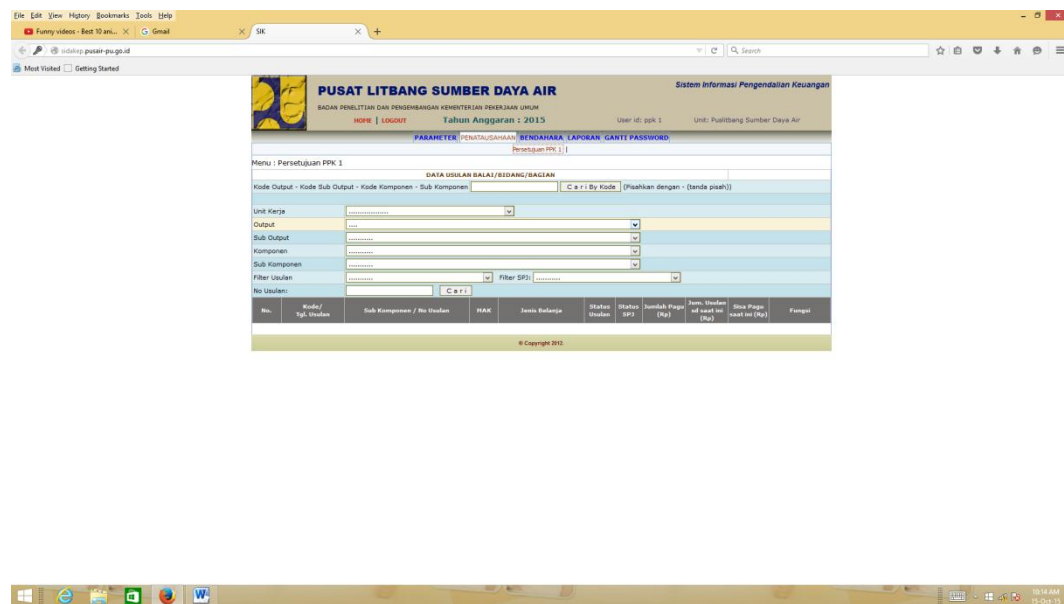 File Edit View History Bookmarks Tools Help
Funny videos - Best 10 ani... × G Gmail × SIK × +
sidakep.pusair-pu.go.id Search
Most Visited Getting Started
PUSAT LITBANG SUMBER DAYA AIR Sistem Informasi Pengendalian Keuangan
BADAN PENELITIAN DAN PENGEMBANGAN KEMENTERIAN PEKERJAAN UMUM
HOME | LOGOUT Tahun Anggaran : 2015 User id: ppk 1 Unit: Puslitbang Sumber Daya Air
PARAMETER PENATAUSAHAAN BENDAHARA LAPORAN GANTI PASSWORD
Persetujuan PPK 1 |
Menu : Persetujuan PPK 1
DATA USULAN BALAI/BIDANG/BAGIAN
Kode Output - Kode Sub Output - Kode Komponen - Sub Komponen C a r i By Kode (Pisahkan dengan - (tanda pisah))
Unit Kerja ..................
Output ....
Sub Output ...........
Komponen ...........
Sub Komponen ...........
Filter Usulan ........... Filter SPJ: ...........
No Usulan: C a r i
No. Kode/ Tgl. Usulan Sub Komponen / No Usulan MAK Jenis Belanja Status Usulan Status SPJ Jumlah Pagu (Rp) Jum. Usulan sd saat ini (Rp) Sisa Pagu saat ini (Rp) Fungsi
© Copyright 2012.
10:14 AM
15-Oct-15